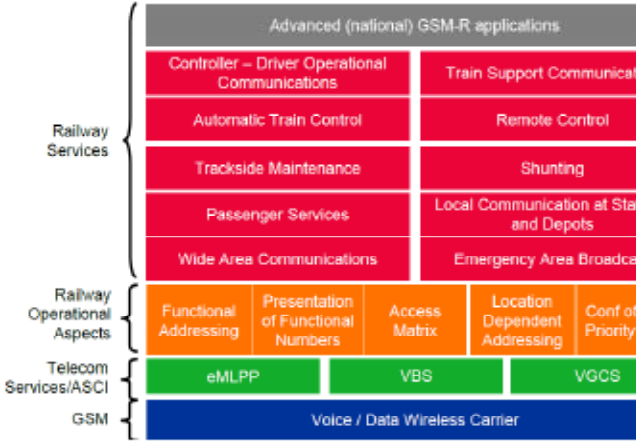 Advanced (national) GSM-R applications
Railway
Services
Controller – Driver Operational
Communications
Train Support Communicat
Automatic Train Control
Remote Control
Trackside Maintenance
Shunting
Passenger Services
Local Communication at Stat
and Depots
Wide Area Communications
Emergency Area Broadca
Railway
Operational
Aspects
Functional
Addressing
Presentation
of Functional
Numbers
Access
Matrix
Location
Dependent
Addressing
Conf of
Priority
Telecom
Services/ASCI
eMLPP
VBS
VGCS
GSM
Voice / Data Wireless Carrier